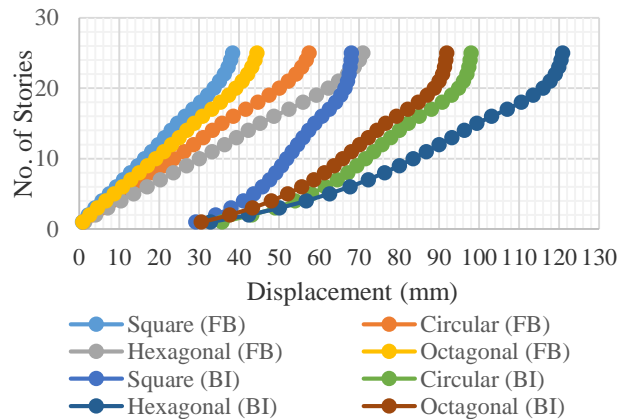 30
20
10
0
No. of Stories
0 10 20 30 40 50 60 70 80 90 100 110 120 130
Displacement (mm)
Square (FB) Circular (FB)
Hexagonal (FB) Octagonal (FB)
Square (BI) Circular (BI)
Hexagonal (BI) Octagonal (BI)